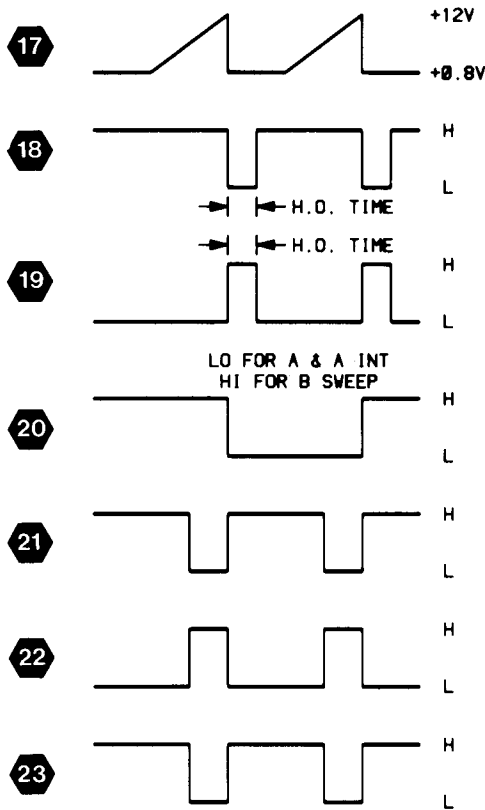 +12V
17
+0.8V
H
18
L
H.O. TIME
H.O. TIME
H
19
L
LO FOR A & A INT
HI FOR B SWEEP
H
20
L
H
21
L
H
22
L
H
23
L